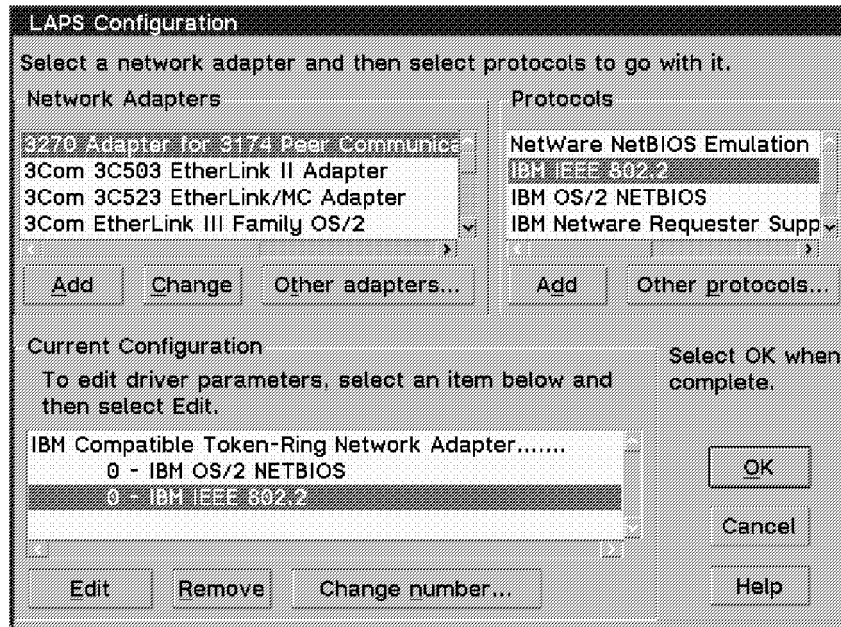 LAPS Configuration
Select a network adapter and then select protocols to go with it.
Network Adapters
3270 Adapter for 3174 Peer Communica
3Com 3C503 EtherLink II Adapter
3Com 3C523 EtherLink/MC Adapter
3Com EtherLink III Family OS/2
Add
Change
Other adapters...
Protocols
NetWare NetBIOS Emulation
IBM IEEE 802.2
IBM OS/2 NETBIOS
IBM Netware Requester Supp
Add
Other protocols...
Current Configuration
To edit driver parameters, select an item below and
then select Edit.
IBM Compatible Token-Ring Network Adapter.......
0 - IBM OS/2 NETBIOS
0 - IBM IEEE 802.2
Edit
Remove
Change number...
Select OK when
complete.
OK
Cancel
Help